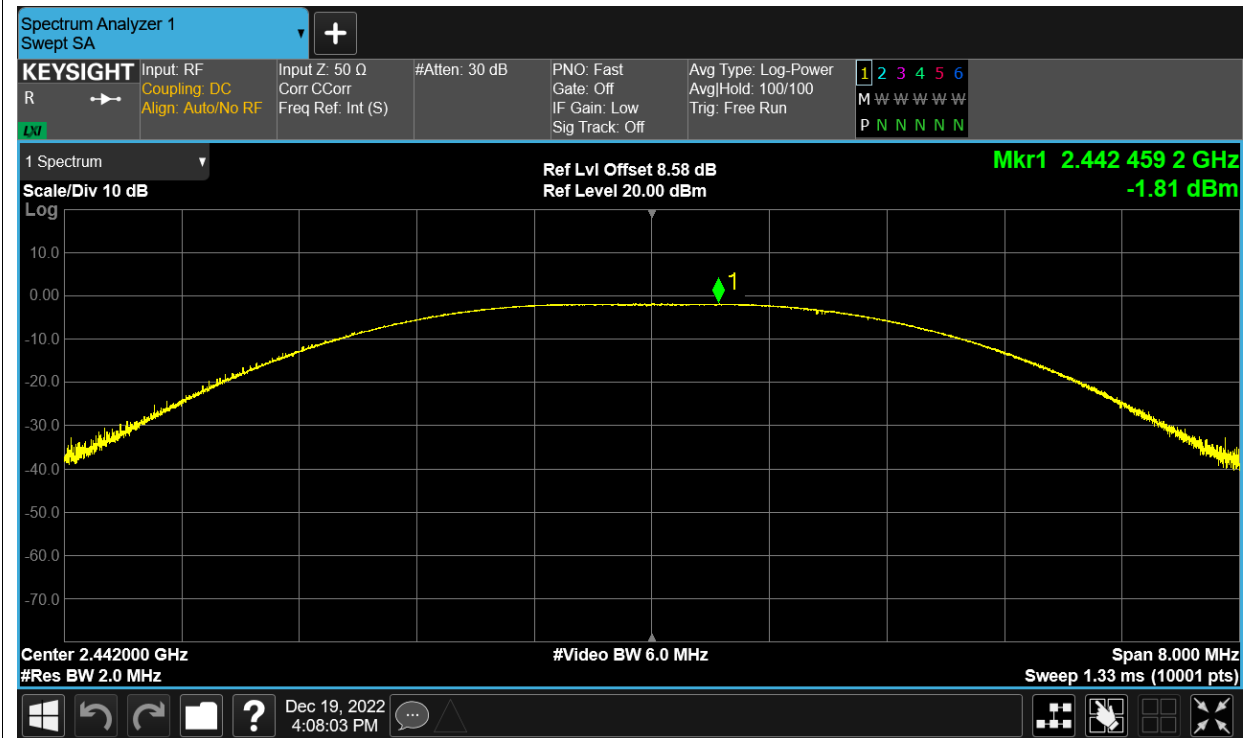 Spectrum Analyzer 1
Swept SA
KEYSIGHT
R
LXI
Input: RF
Coupling: DC
Align: Auto/No RF
Input Z: 50 Ω
Corr CCorr
Freq Ref: Int (S)
#Atten: 30 dB
PNO: Fast
Gate: Off
IF Gain: Low
Sig Track: Off
Avg Type: Log-Power
Avg|Hold: 100/100
Trig: Free Run
1 2 3 4 5 6
M W W W W W
P N N N N N
1 Spectrum
Scale/Div 10 dB
Log
Ref Lvl Offset 8.58 dB
Ref Level 20.00 dBm
Mkr1 2.442 459 2 GHz
-1.81 dBm
1
10.0
0.00
-10.0
-20.0
-30.0
-40.0
-50.0
-60.0
-70.0
Center 2.442000 GHz
#Res BW 2.0 MHz
#Video BW 6.0 MHz
Span 8.000 MHz
Sweep 1.33 ms (10001 pts)
?
Dec 19, 2022
4:08:03 PM